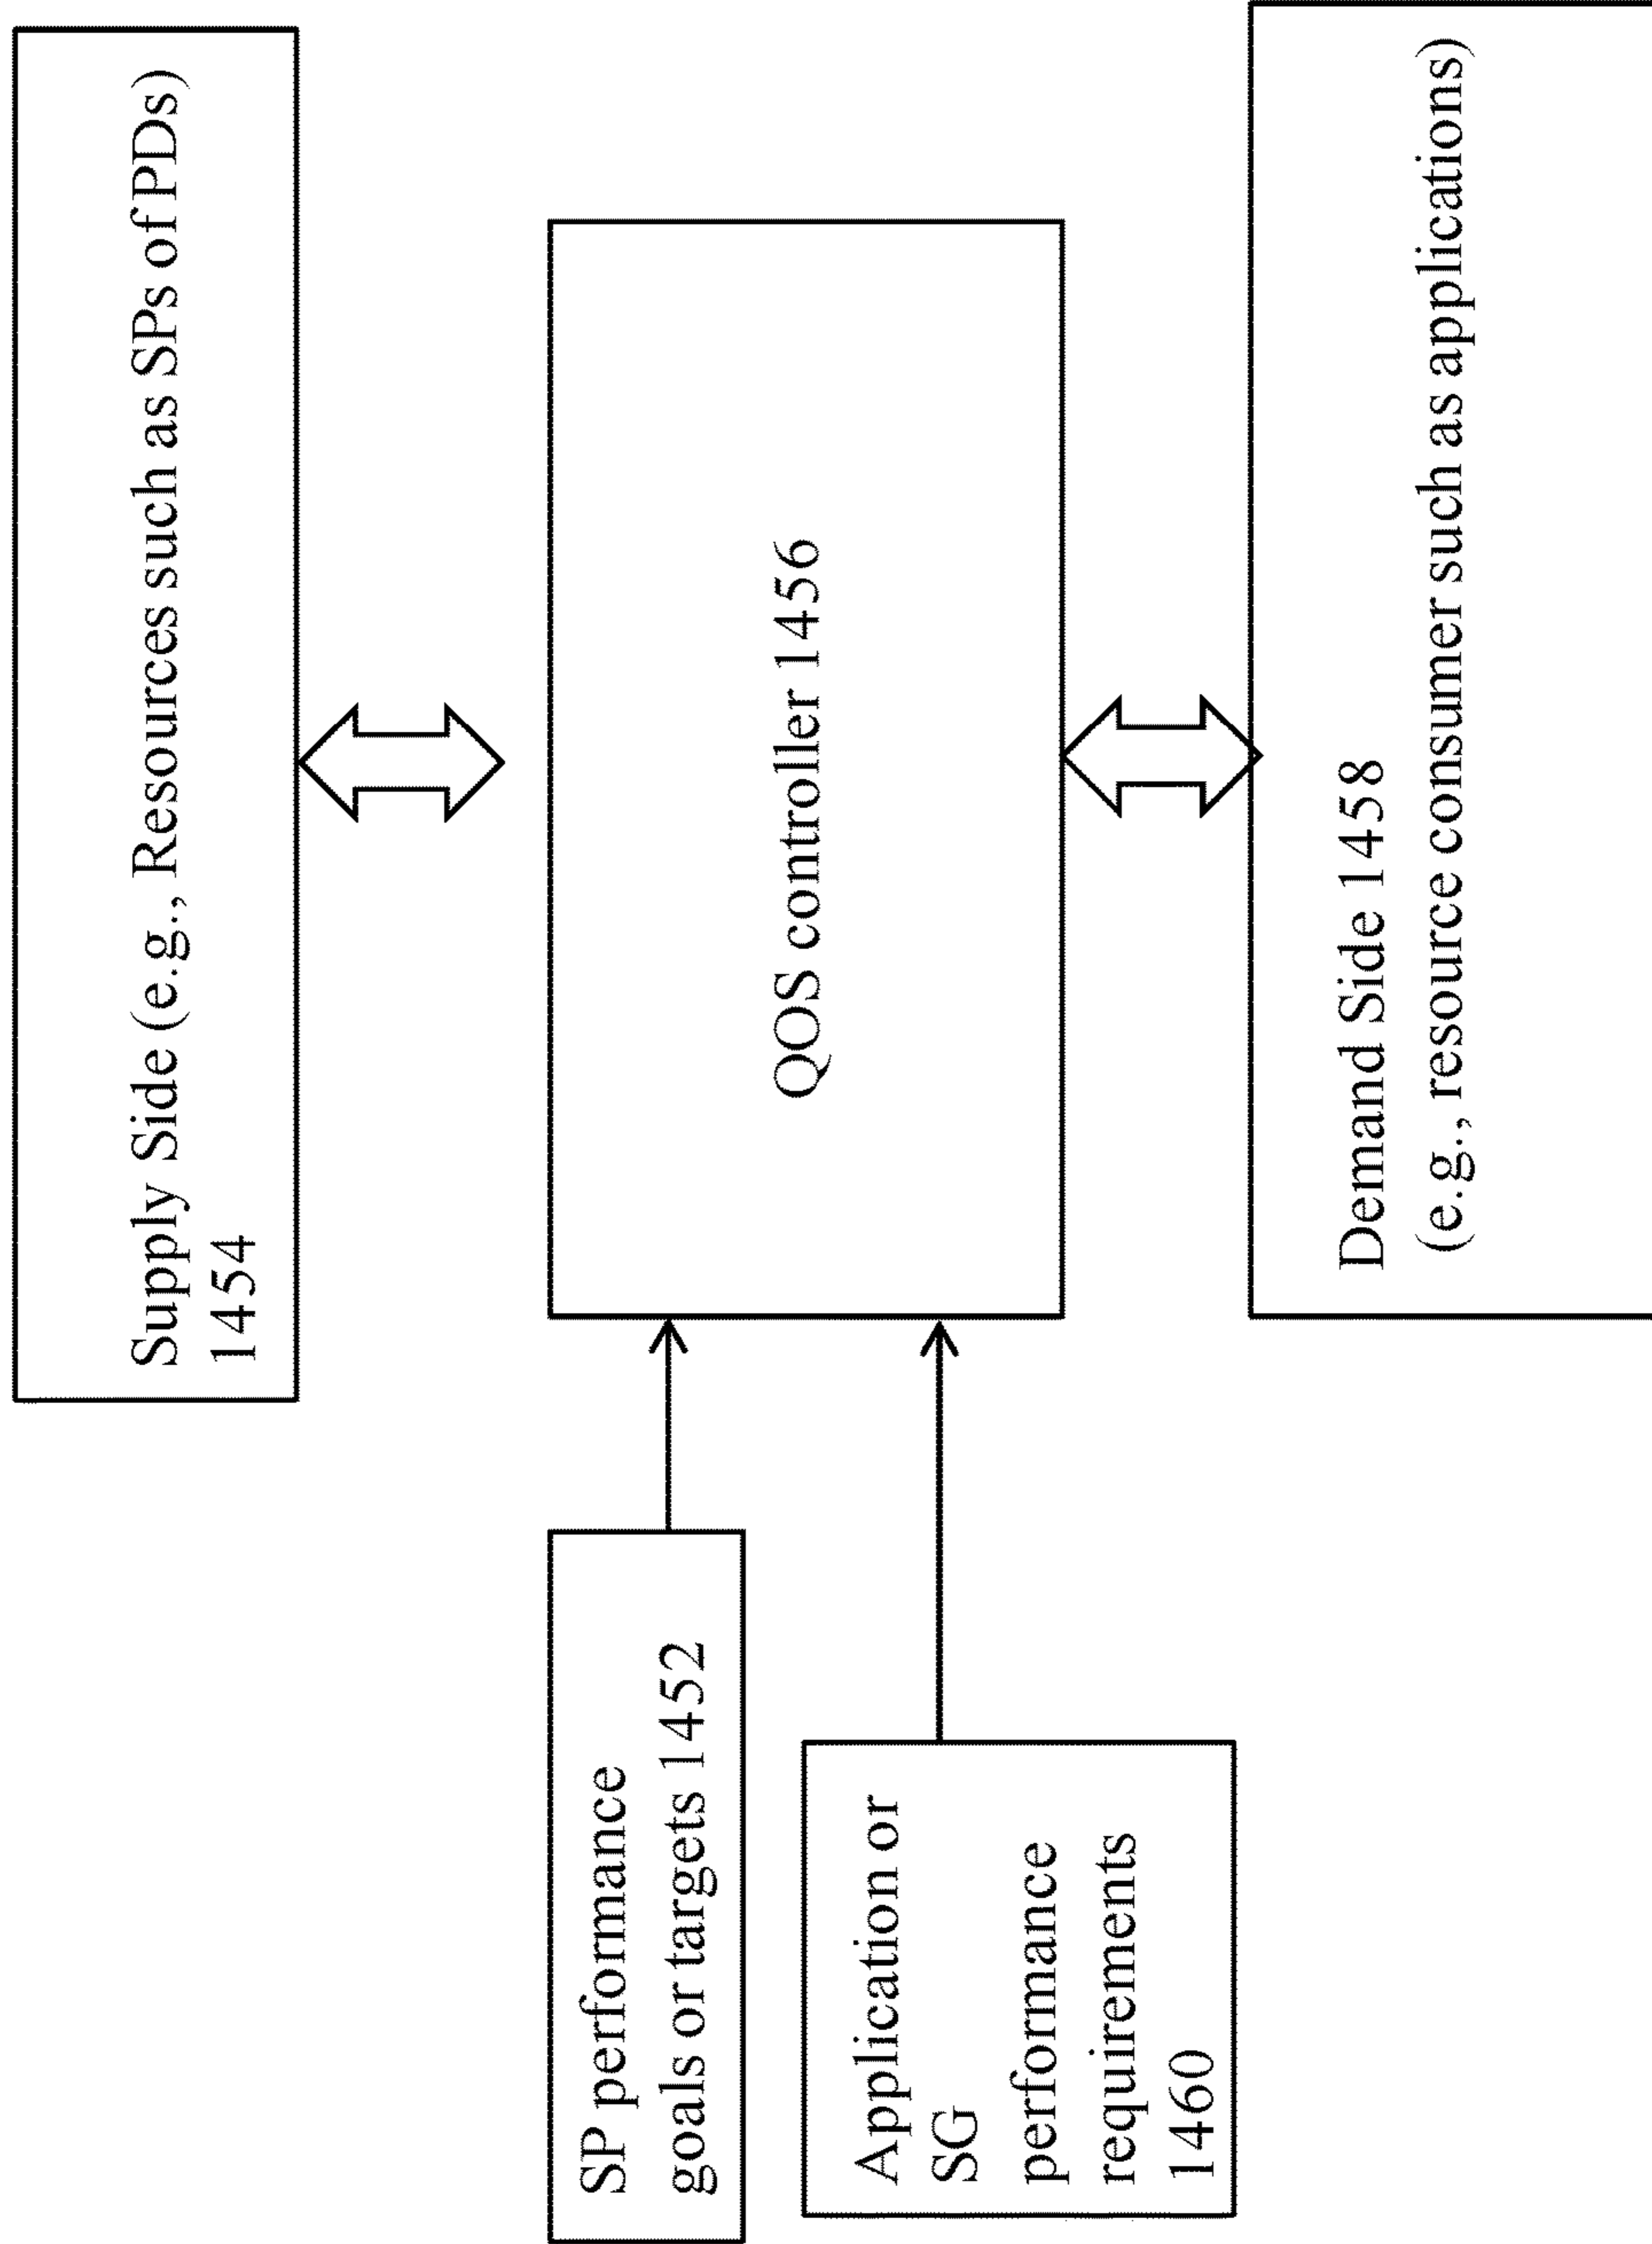 Supply Side (e.g., Resources such as SPs of PDs)
1454
SP performance
goals or targets 1452
QOS controller 1456
Application or
SG
performance
requirements
1460
Demand Side 1458
(e.g., resource consumer such as applications)